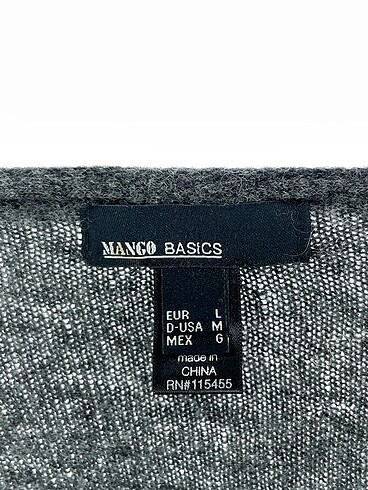 MANGO BASICS
EUR L
D-USA M
MEX G
made in
CHINA
RN#115455